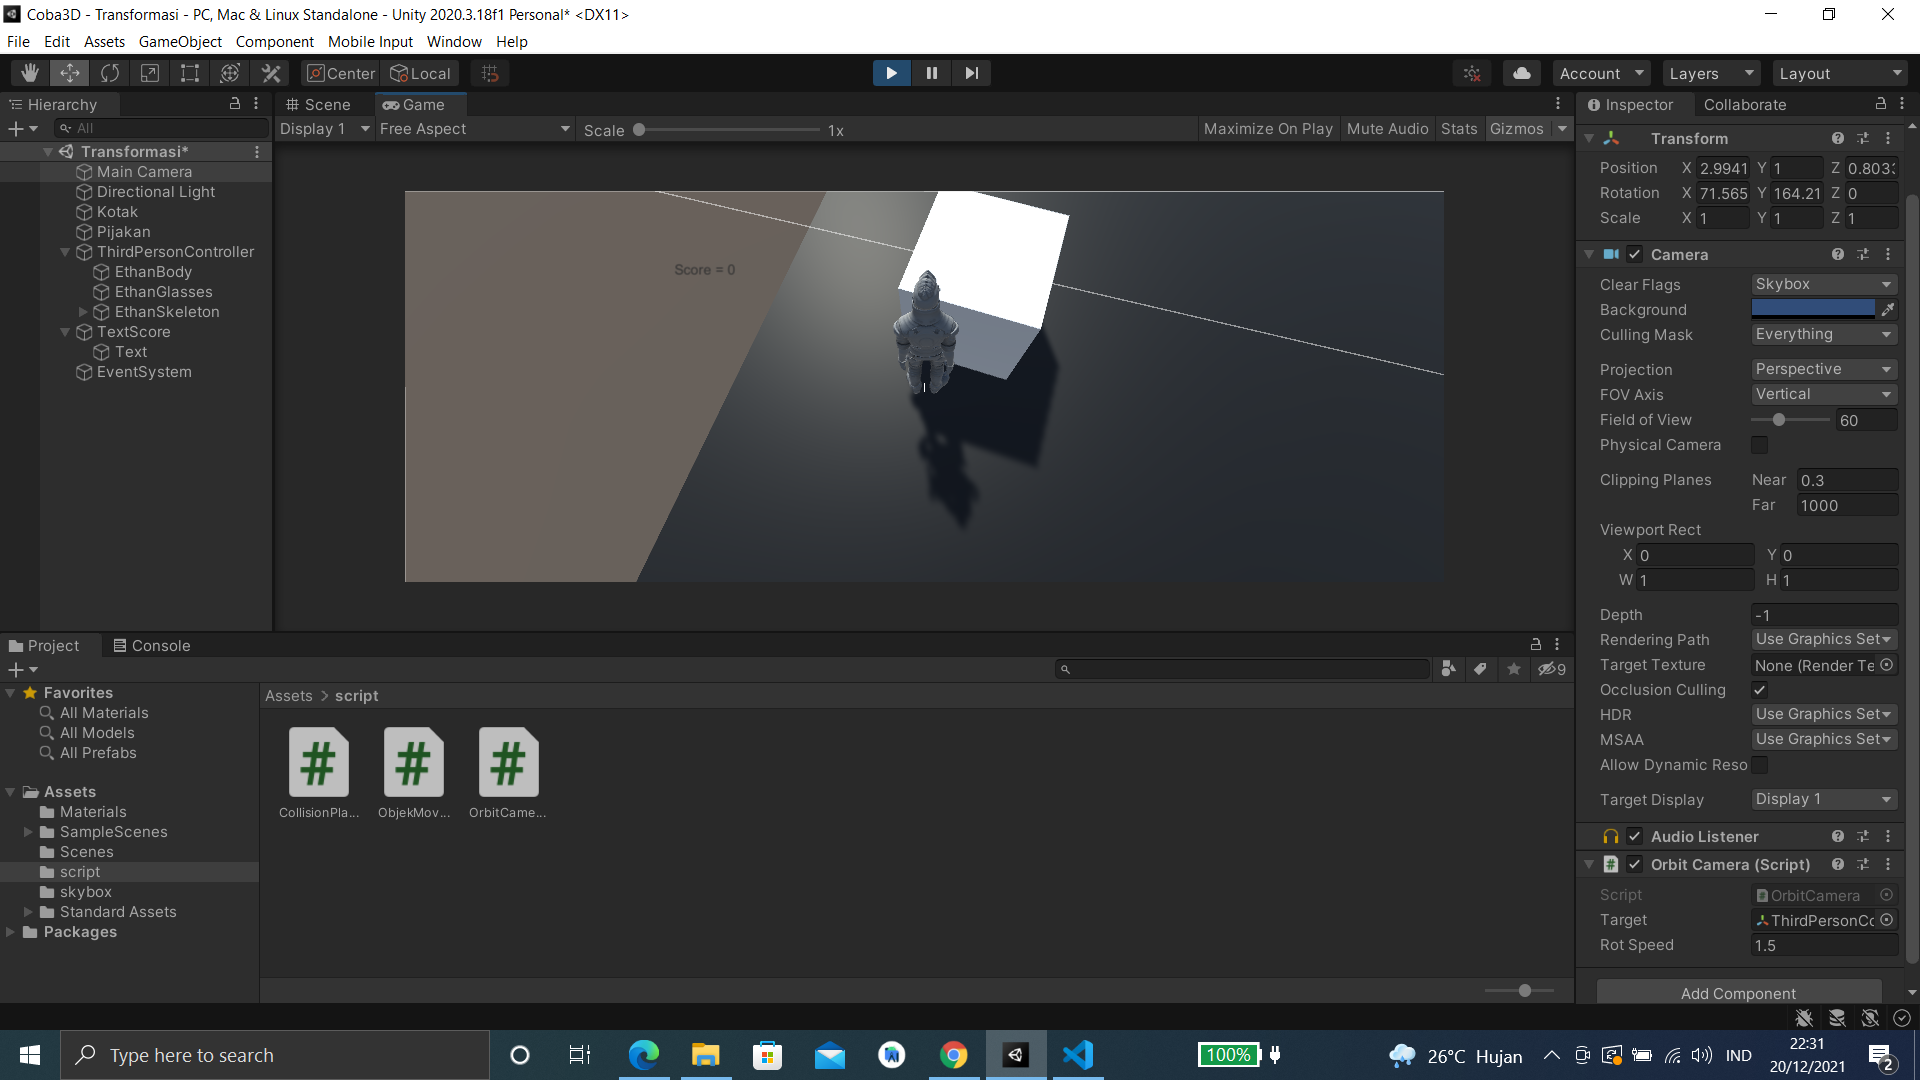 Coba3D - Transformasi - PC, Mac & Linux Standalone - Unity 2020.3.18f1 Personal* <DX11>
File Edit Assets GameObject Component Mobile Input Window Help
Center Local Account Layers Layout
Hierarchy Scene Game Inspector Collaborate
All Display 1 Free Aspect Scale 1x Maximize On Play Mute Audio Stats Gizmos
Transformasi*
Main Camera
Directional Light
Kotak
Pijakan
ThirdPersonController
EthanBody
EthanGlasses
EthanSkeleton
TextScore
Text
EventSystem
Score = 0
Transform
Position X 2.9941 Y 1 Z 0.803
Rotation X 71.565 Y 164.21 Z 0
Scale X 1 Y 1 Z 1
Camera
Clear Flags Skybox
Background
Culling Mask Everything
Projection Perspective
FOV Axis Vertical
Field of View 60
Physical Camera
Clipping Planes Near 0.3
Far 1000
Viewport Rect
X 0 Y 0
W 1 H 1
Depth -1
Rendering Path Use Graphics Set
Target Texture None (Render Te
Occlusion Culling
HDR Use Graphics Set
MSAA Use Graphics Set
Allow Dynamic Reso
Target Display Display 1
Audio Listener
Orbit Camera (Script)
Script OrbitCamera
Target ThirdPersonCo
Rot Speed 1.5
Add Component
Project Console
9
Favorites
All Materials
All Models
All Prefabs
Assets
Materials
SampleScenes
Scenes
script
skybox
Standard Assets
Packages
Assets > script
CollisionPla... ObjekMov... OrbitCame...
Type here to search
100%
26°C Hujan
IND
22:31
20/12/2021
2